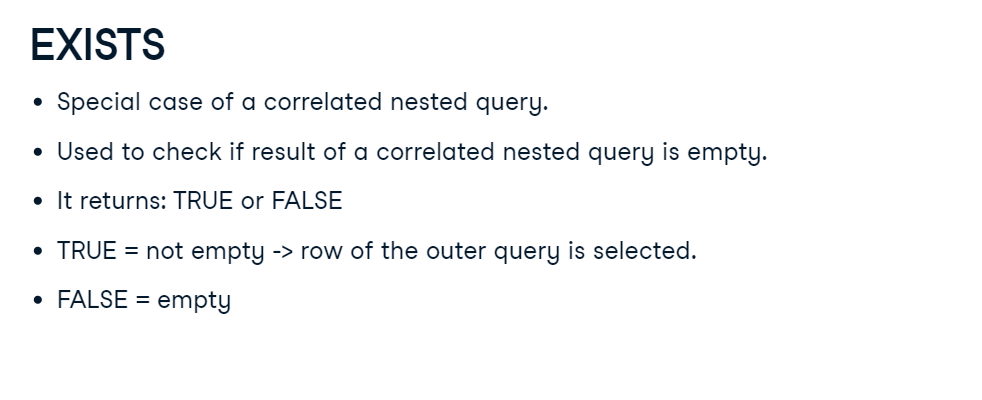 EXISTS
• Special case of a correlated nested query.
• Used to check if result of a correlated nested query is empty.
• It returns: TRUE or FALSE
• TRUE = not empty -> row of the outer query is selected.
• FALSE = empty